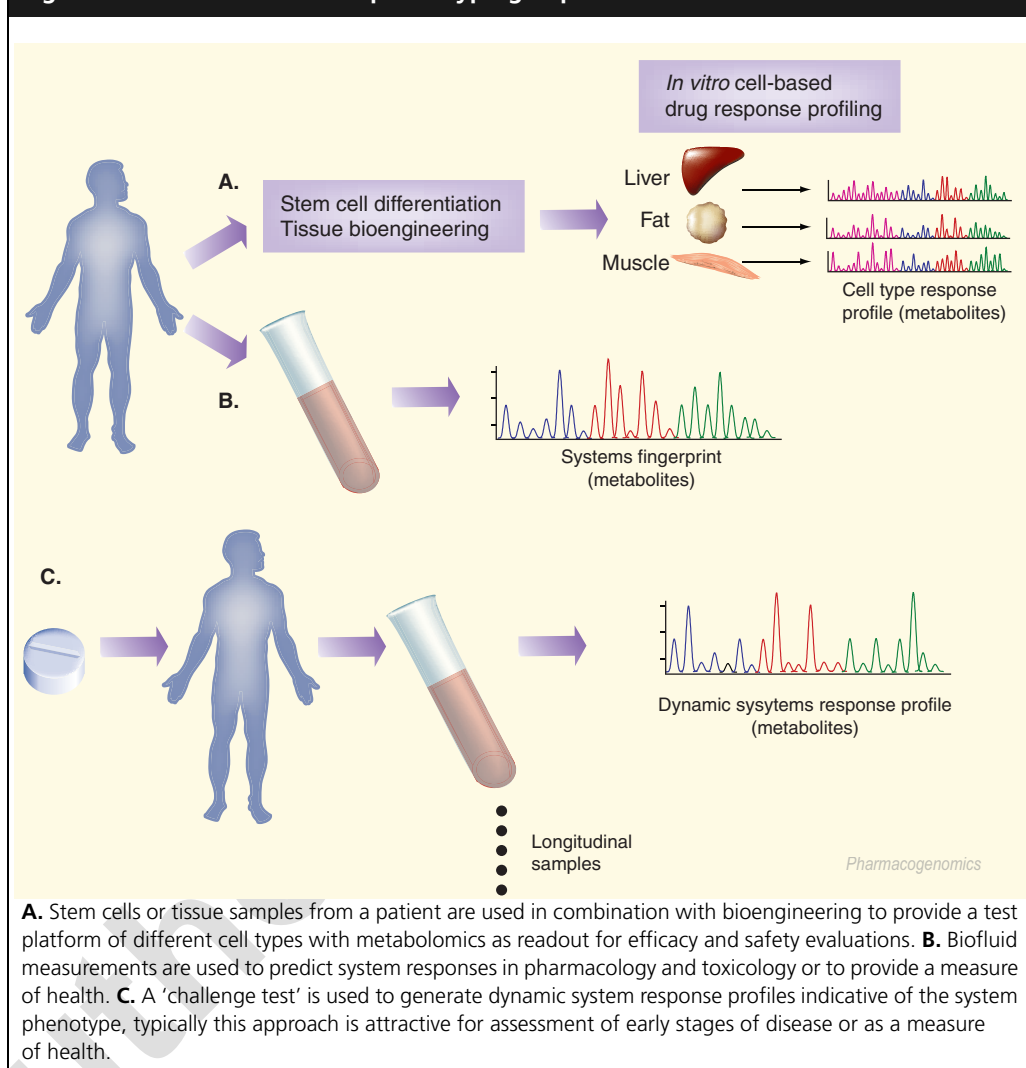 In vitro cell-based
drug response profiling
A.
Stem cell differentiation
Tissue bioengineering
Liver
Fat
Muscle
Cell type response
profile (metabolites)
B.
Systems fingerprint
(metabolites)
C.
Dynamic sysytems response profile
(metabolites)
Longitudinal
samples
Pharmacogenomics
A. Stem cells or tissue samples from a patient are used in combination with bioengineering to provide a test
platform of different cell types with metabolomics as readout for efficacy and safety evaluations. B. Biofluid
measurements are used to predict system responses in pharmacology and toxicology or to provide a measure
of health. C. A ‘challenge test’ is used to generate dynamic system response profiles indicative of the system
phenotype, typically this approach is attractive for assessment of early stages of disease or as a measure
of health.